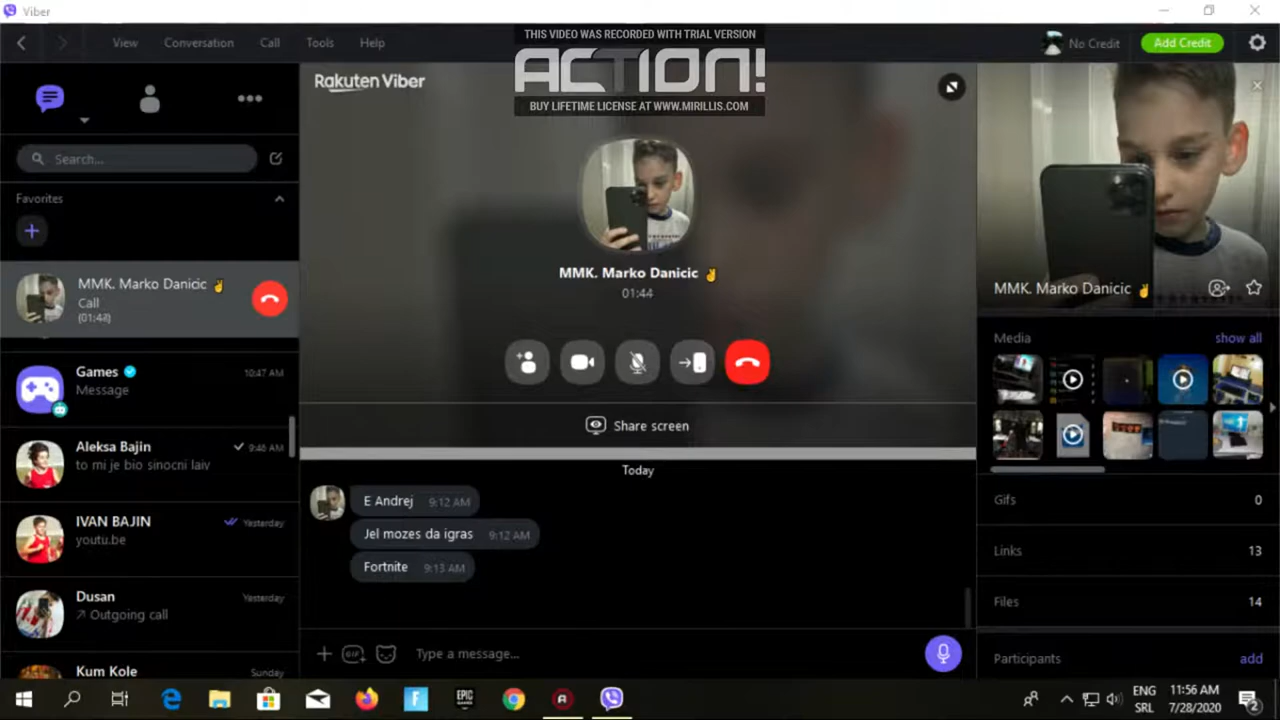 Viber
View Conversation Call Tools Help
No Credit Add Credit
THIS VIDEO WAS RECORDED WITH TRIAL VERSION
ACTION!
BUY LIFETIME LICENSE AT WWW.MIRILLIS.COM
Rakuten Viber
Search...
Favorites
MMK. Marko Danicic ✌
Call
(01:44)
Games 10:47 AM
Message
Aleksa Bajin 9:46 AM
to mi je bio sinocni laiv
IVAN BAJIN Yesterday
youtu.be
Dusan Yesterday
↗ Outgoing call
Kum Kole Sunday
MMK. Marko Danicic ✌
01:44
Share screen
Today
E Andrej 9:12 AM
Jel mozes da igras 9:12 AM
Fortnite 9:13 AM
GIF Type a message...
MMK. Marko Danicic ✌
Media show all
Gifs 0
Links 13
Files 14
Participants add
EPIC GAMES
ENG
SRL
11:56 AM
7/28/2020
2